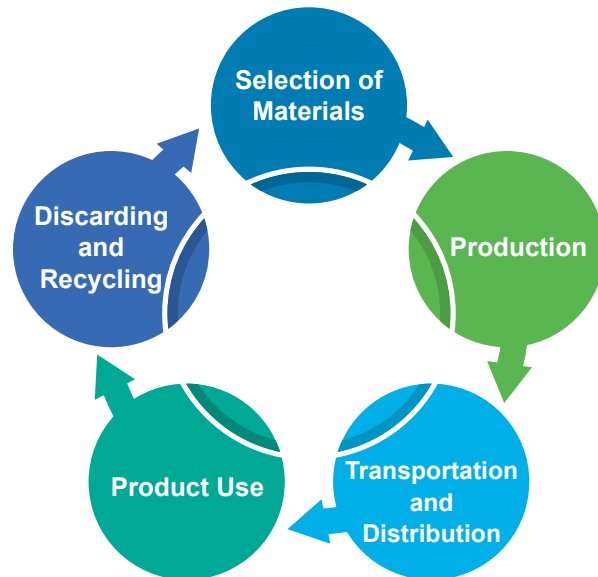 Selection of
Materials
Production
Transportation
and
Distribution
Product Use
Discarding
and
Recycling